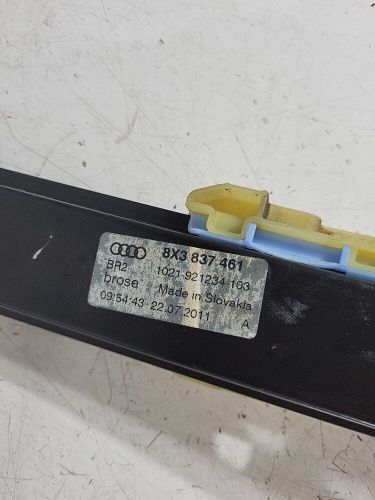 8X3 837 461
BR2 1021-921234-103
brose Made in Slovakia
09:54:43 22.07.2011 A